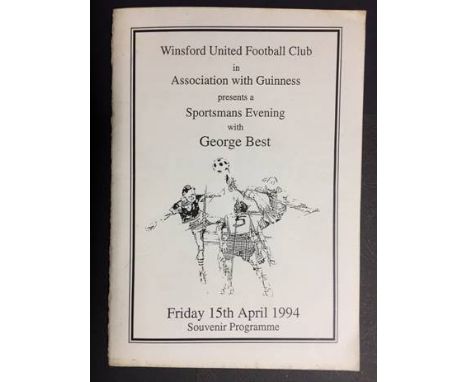 Winsford United Football Club
in
Association with Guinness
presents a
Sportsmans Evening
with
George Best
5
Friday 15th April 1994
Souvenir Programme